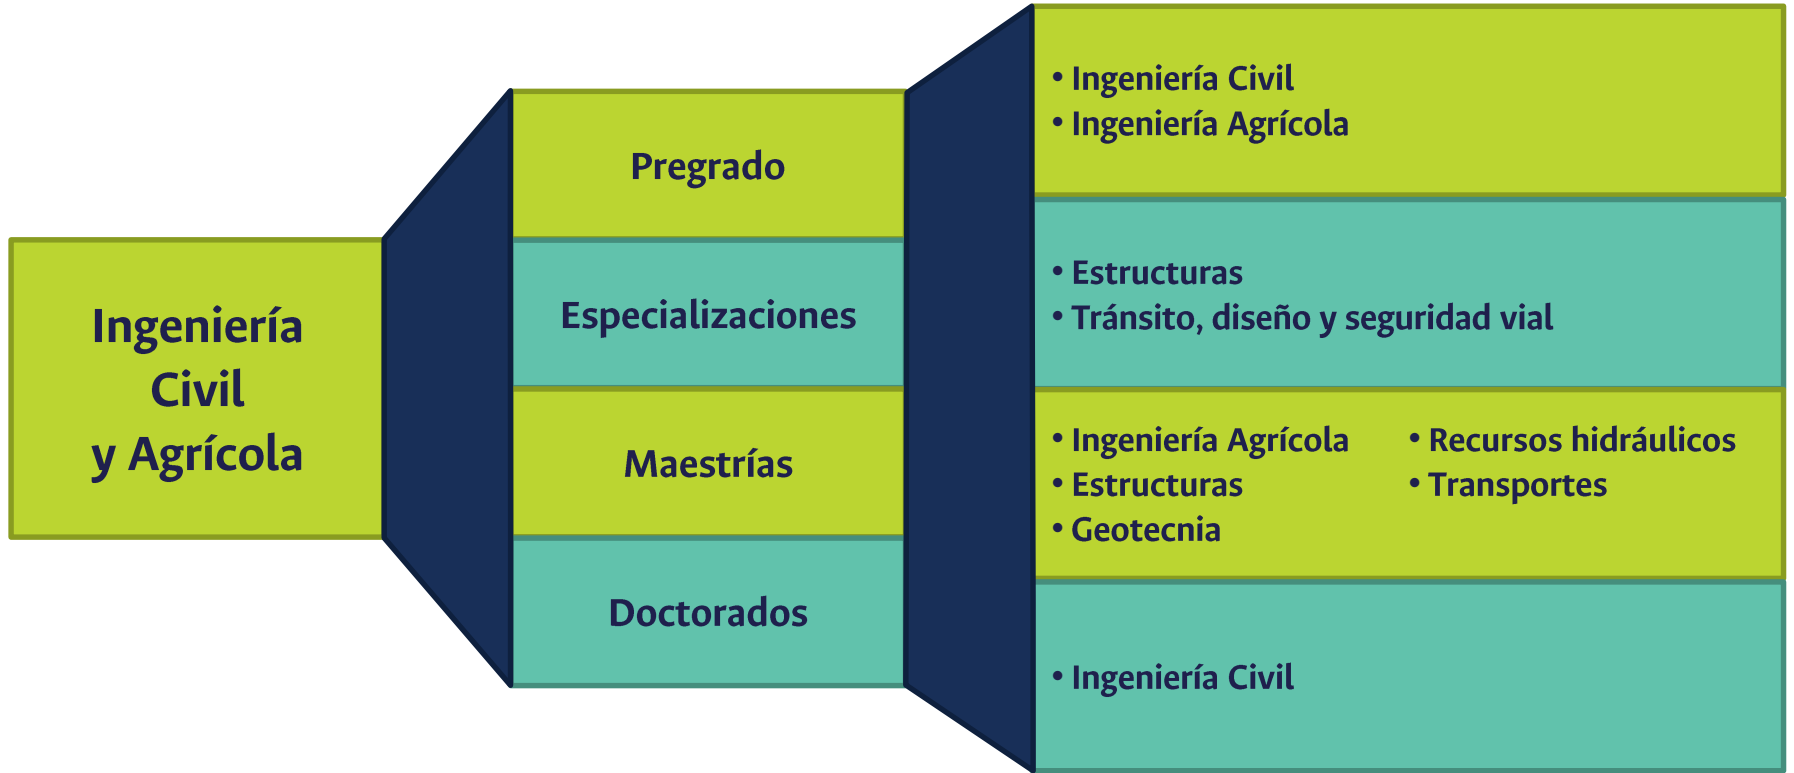 Ingeniería
Civil
y Agrícola
Pregrado
Especializaciones
Maestrías
Doctorados
• Ingeniería Civil
• Ingeniería Agrícola
• Estructuras
• Tránsito, diseño y seguridad vial
• Ingeniería Agrícola
• Estructuras
• Geotecnia
• Recursos hidráulicos
• Transportes
• Ingeniería Civil